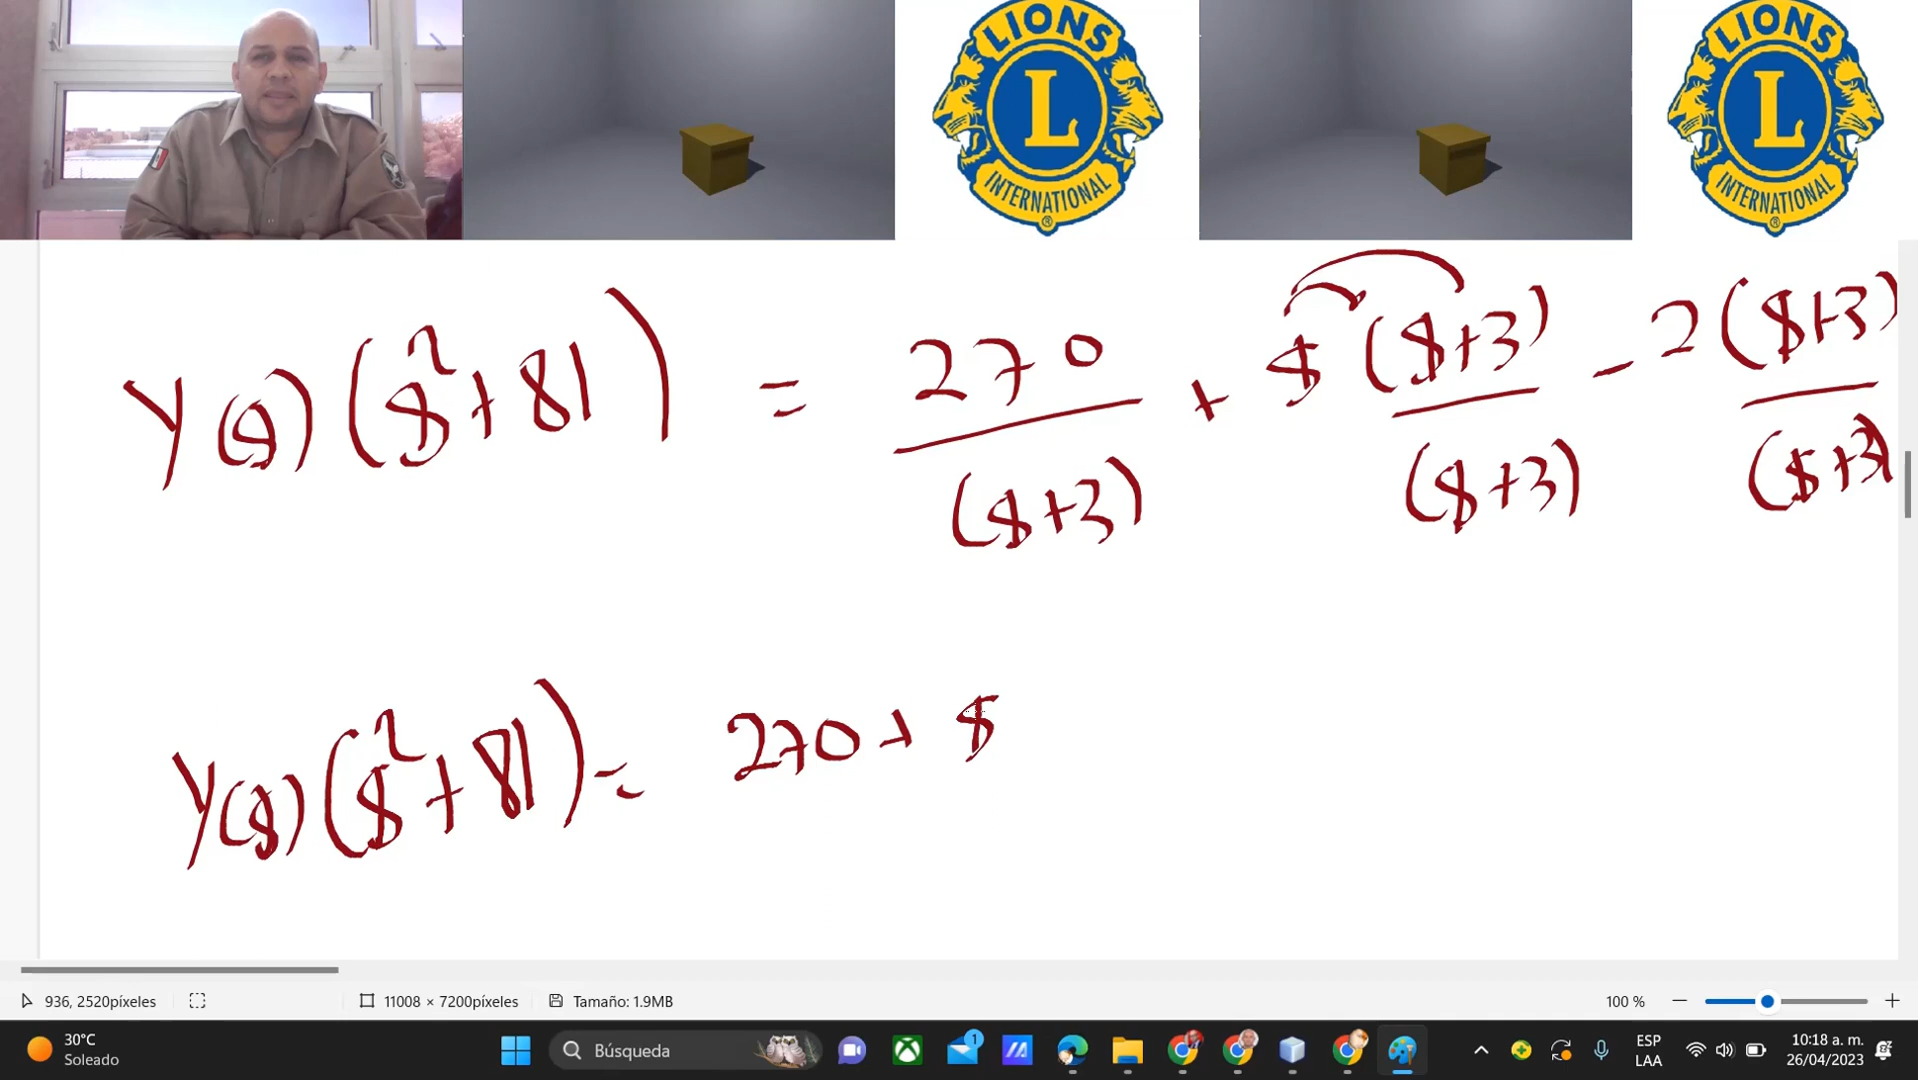 LIONS
L
INTERNATIONAL
®
LIONS
L
INTERNATIONAL
®
Y(s)(s²+81) = 270/(s+3) + s(s+3)/(s+3) - 2(s+3)/(s+3)
Y(s)(s²+81) = 270 + s
936, 2520píxeles
11008 × 7200píxeles
Tamaño: 1.9MB
100 %
30°C
Soleado
Búsqueda
1
ESP
LAA
10:18 a. m.
26/04/2023